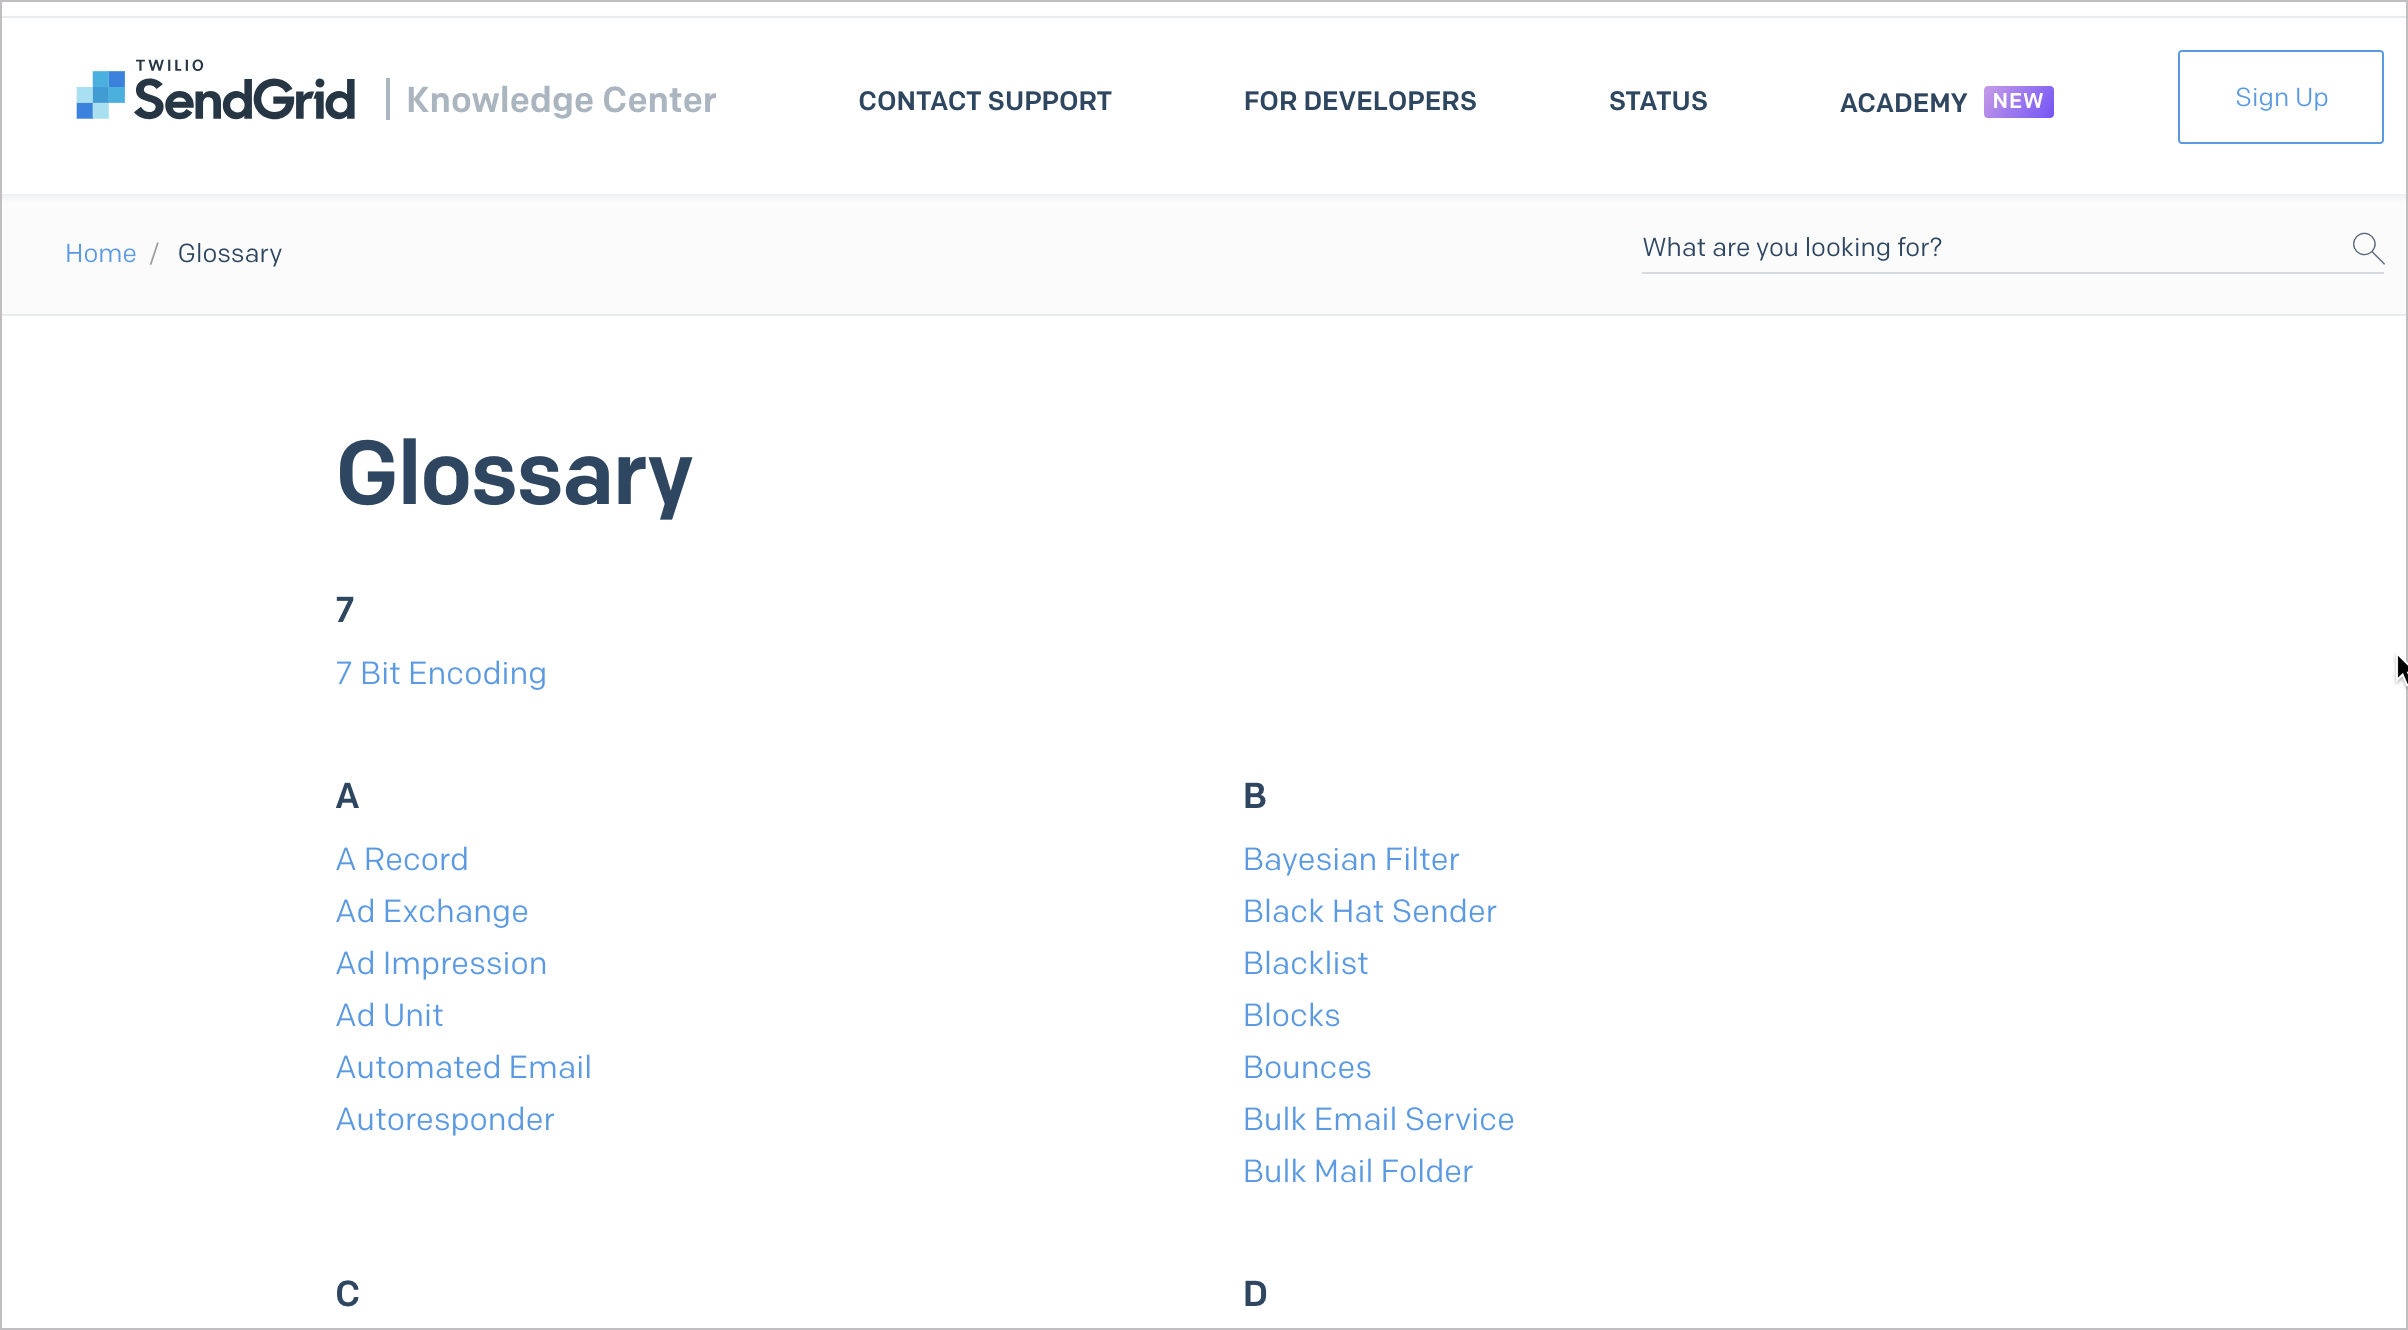 TWILIO
SendGrid
Knowledge Center
CONTACT SUPPORT
FOR DEVELOPERS
STATUS
ACADEMY NEW
Sign Up
Home / Glossary
What are you looking for?
Glossary
7
7 Bit Encoding
A
A Record
Ad Exchange
Ad Impression
Ad Unit
Automated Email
Autoresponder
B
Bayesian Filter
Black Hat Sender
Blacklist
Blocks
Bounces
Bulk Email Service
Bulk Mail Folder
C
D